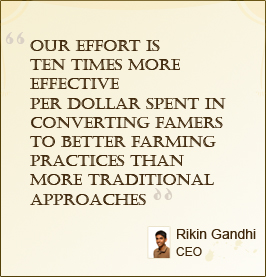 “ OUR EFFORT IS
TEN TIMES MORE
EFFECTIVE
PER DOLLAR SPENT IN
CONVERTING FAMERS
TO BETTER FARMING
PRACTICES THAN
MORE TRADITIONAL
APPROACHES ”
Rikin Gandhi
CEO